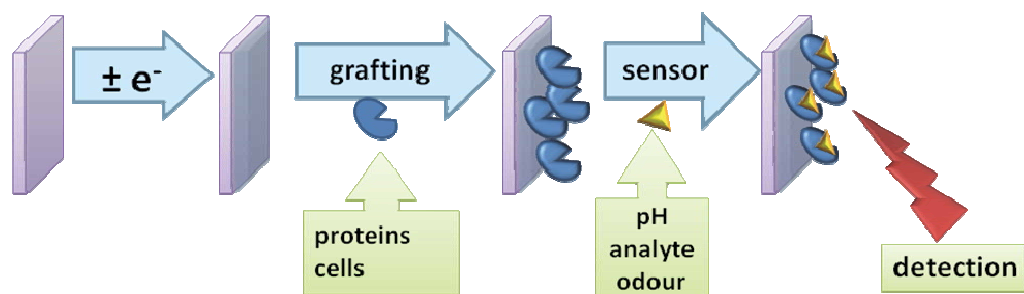 ± e⁻
grafting
sensor
proteins
cells
pH
analyte
odour
detection